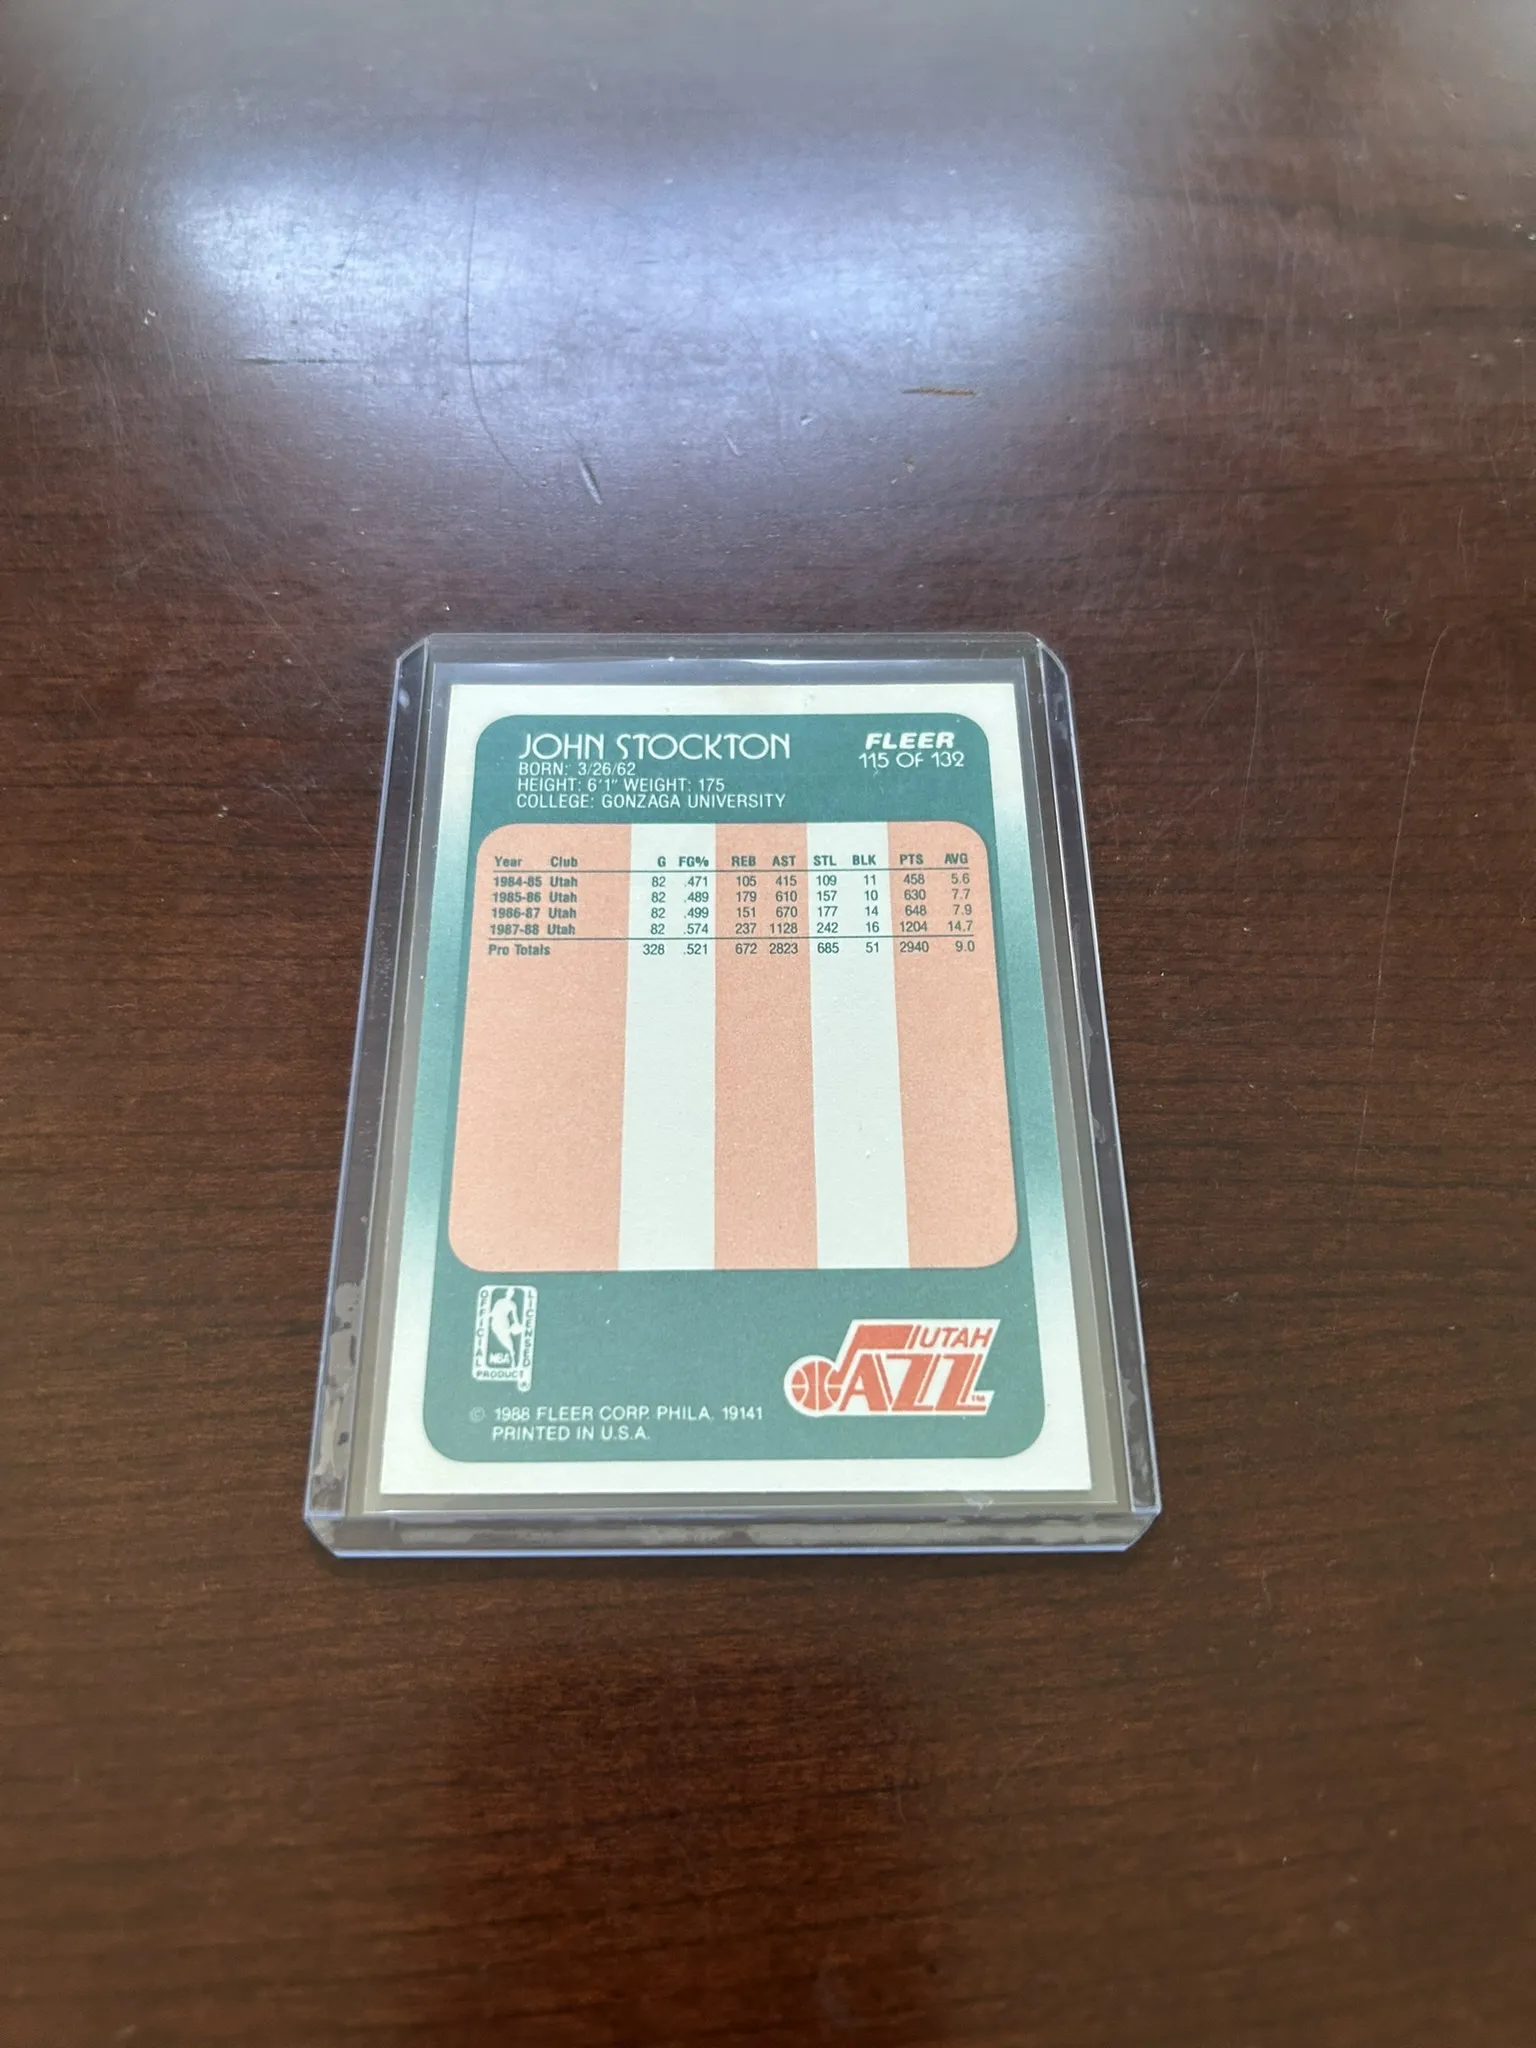 JOHN STOCKTON FLEER
BORN: 3/26/62 115 OF 132
HEIGHT: 6'1" WEIGHT: 175
COLLEGE: GONZAGA UNIVERSITY
Year Club G FG% REB AST STL BLK PTS AVG
1984-85 Utah 82 .471 105 415 109 11 458 5.6
1985-86 Utah 82 .489 179 610 157 10 630 7.7
1986-87 Utah 82 .499 151 670 177 14 648 7.9
1987-88 Utah 82 .574 237 1128 242 16 1204 14.7
Pro Totals 328 .521 672 2823 685 51 2940 9.0
OFFICIAL LICENSED
NBA
PRODUCT ®
UTAH
JAZZ ™
© 1988 FLEER CORP. PHILA. 19141
PRINTED IN U.S.A.